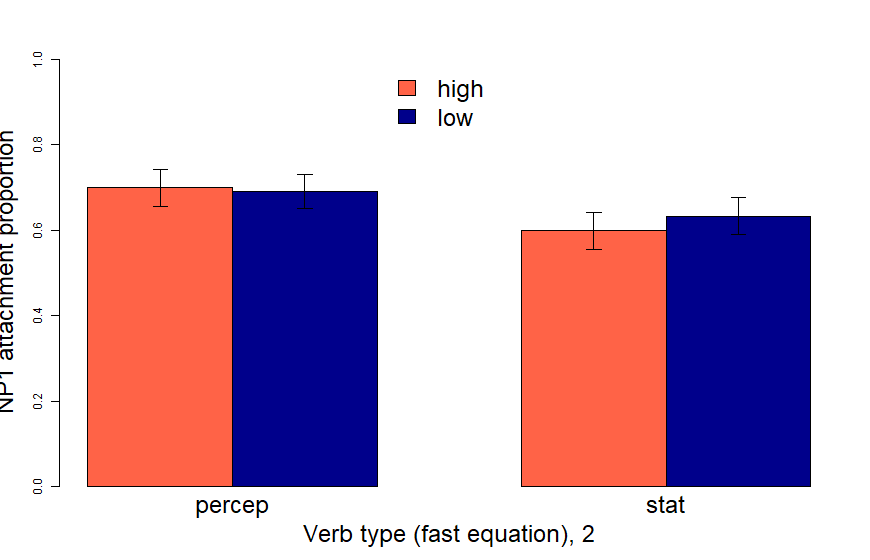 NP1 attachment proportion
1.0
0.8
0.6
0.4
0.2
0.0
high
low
percep
stat
Verb type (fast equation), 2